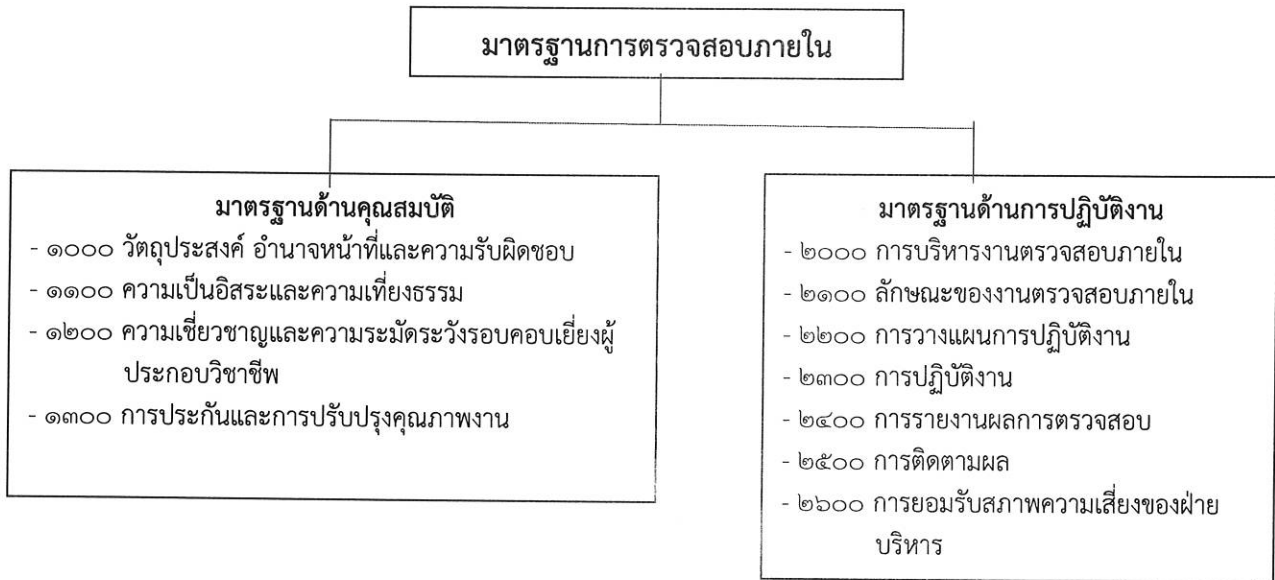 มาตรฐานการตรวจสอบภายใน
มาตรฐานด้านคุณสมบัติ
- ๑๐๐๐ วัตถุประสงค์ อำนาจหน้าที่และความรับผิดชอบ
- ๑๑๐๐ ความเป็นอิสระและความเที่ยงธรรม
- ๑๒๐๐ ความเชี่ยวชาญและความระมัดระวังรอบคอบเยี่ยงผู้
ประกอบวิชาชีพ
- ๑๓๐๐ การประกันและการปรับปรุงคุณภาพงาน
มาตรฐานด้านการปฏิบัติงาน
- ๒๐๐๐ การบริหารงานตรวจสอบภายใน
- ๒๑๐๐ ลักษณะของงานตรวจสอบภายใน
- ๒๒๐๐ การวางแผนการปฏิบัติงาน
- ๒๓๐๐ การปฏิบัติงาน
- ๒๔๐๐ การรายงานผลการตรวจสอบ
- ๒๕๐๐ การติดตามผล
- ๒๖๐๐ การยอมรับสภาพความเสี่ยงของฝ่าย
บริหาร